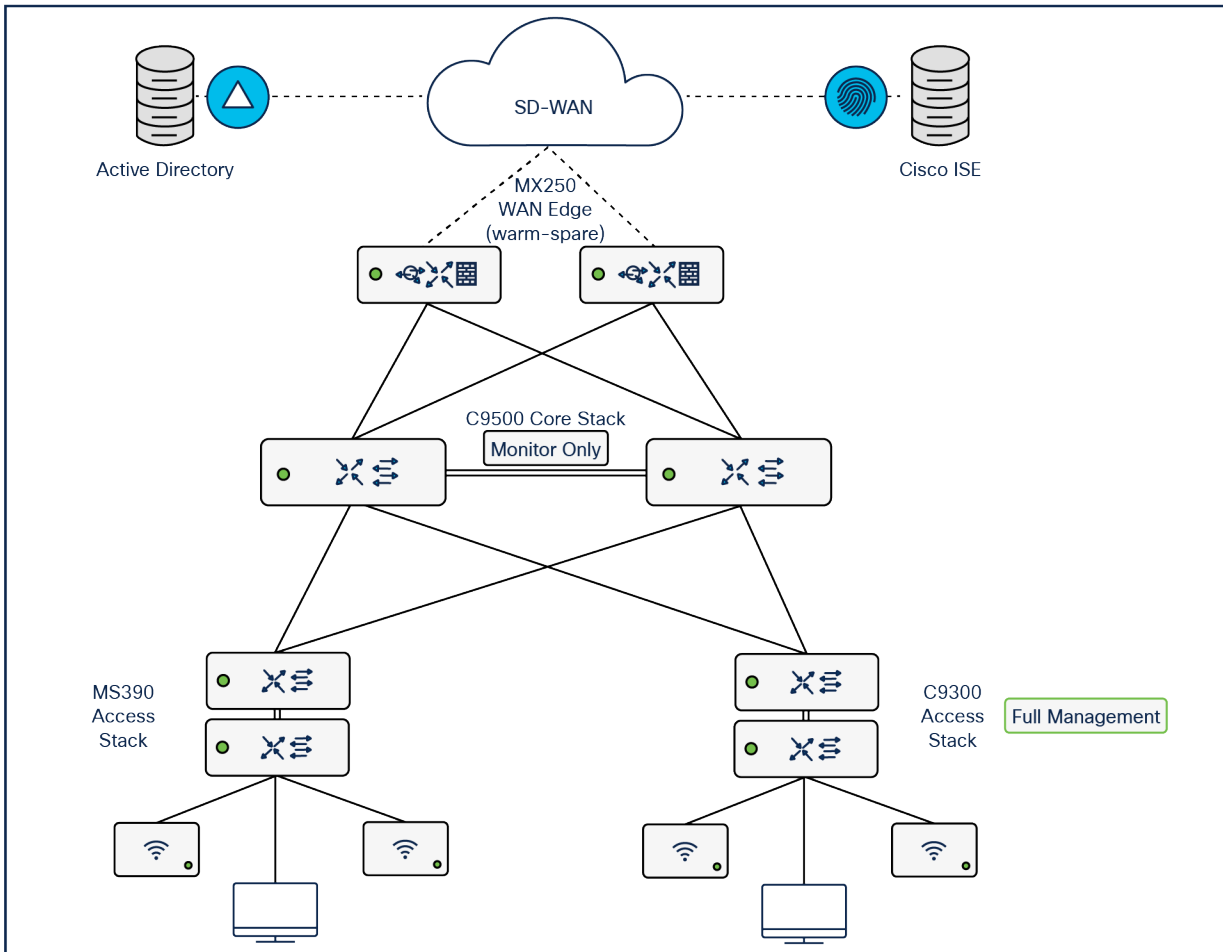 SD-WAN
Active Directory
Cisco ISE
MX250
WAN Edge
(warm-spare)
C9500 Core Stack
Monitor Only
MS390
Access
Stack
C9300
Access
Stack
Full Management